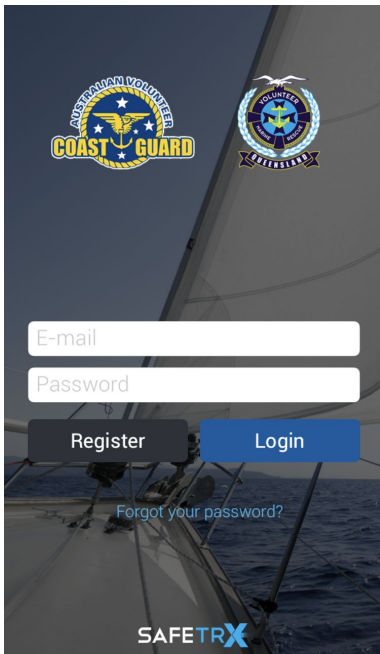 AUSTRALIAN VOLUNTEER
COAST GUARD
VOLUNTEER
MARINE RESCUE
QUEENSLAND
E-mail
Password
Register
Login
Forgot your password?
SAFETRX